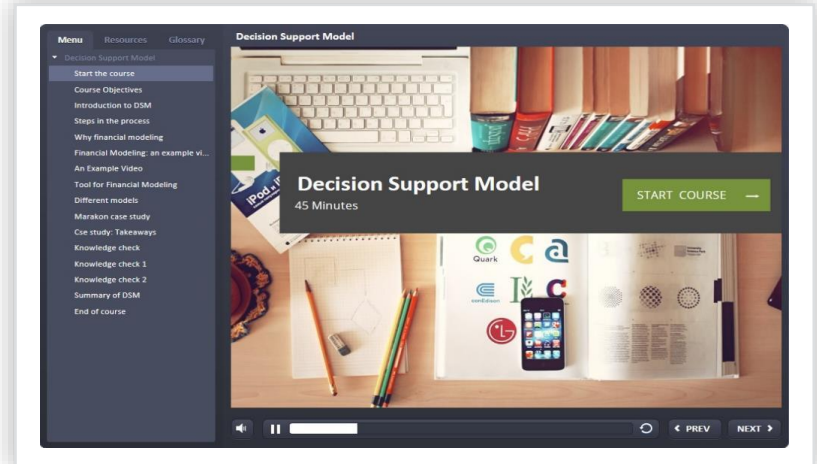 Menu Resources Glossary
Decision Support Model
Start the course
Course Objectives
Introduction to DSM
Steps in the process
Why financial modeling
Financial Modeling: an example vi...
An Example Video
Tool for Financial Modeling
Different models
Marakon case study
Cse study: Takeaways
Knowledge check
Knowledge check 1
Knowledge check 2
Summary of DSM
End of course
Decision Support Model
iPod
Decision Support Model
45 Minutes
START COURSE
Quark
C a
conEdison
C
LG
PREV NEXT